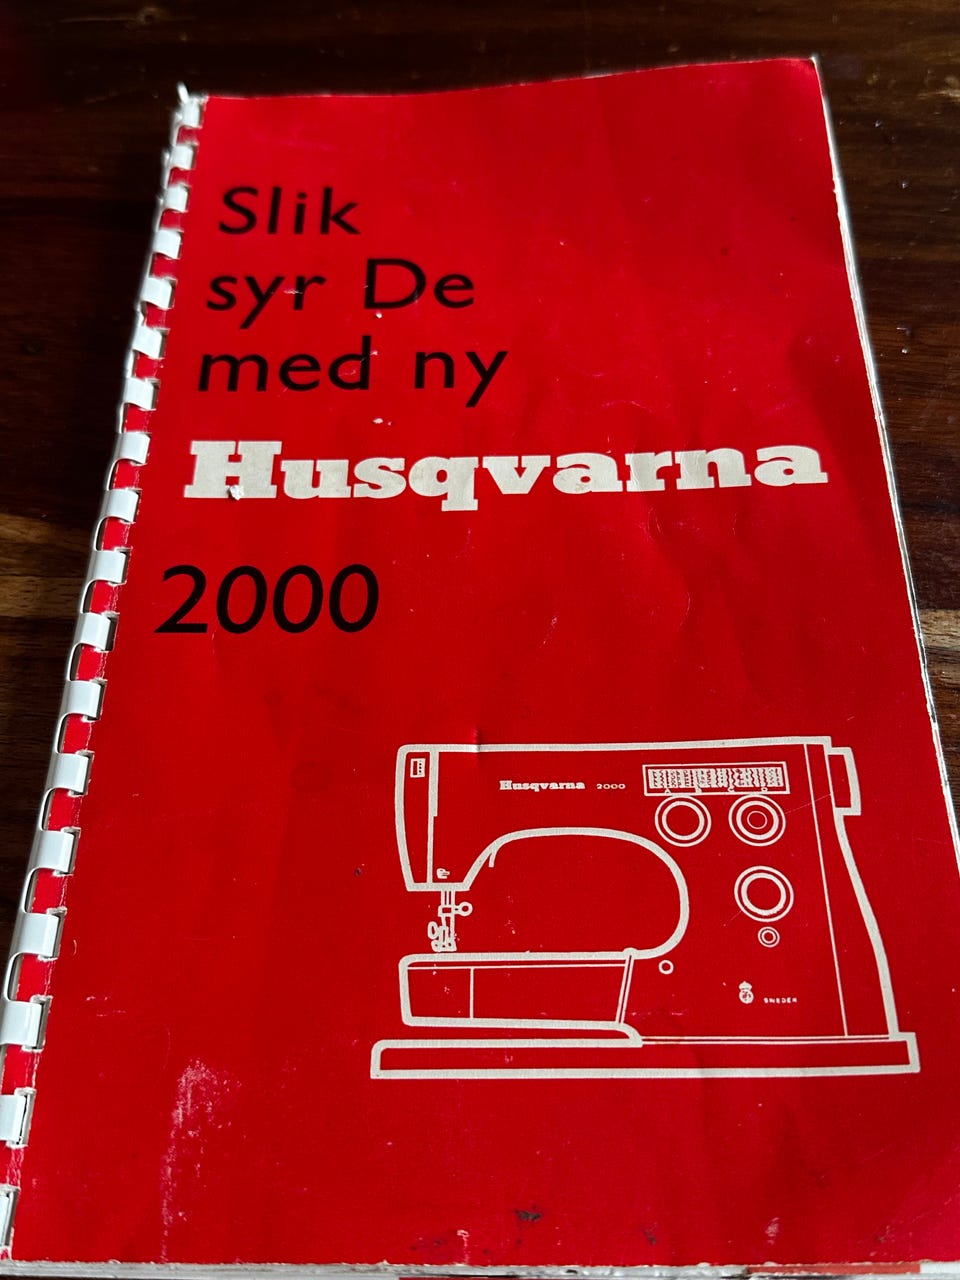 Slik
syr De
med ny
Husqvarna
2000
Husqvarna 2000
SWEDEN